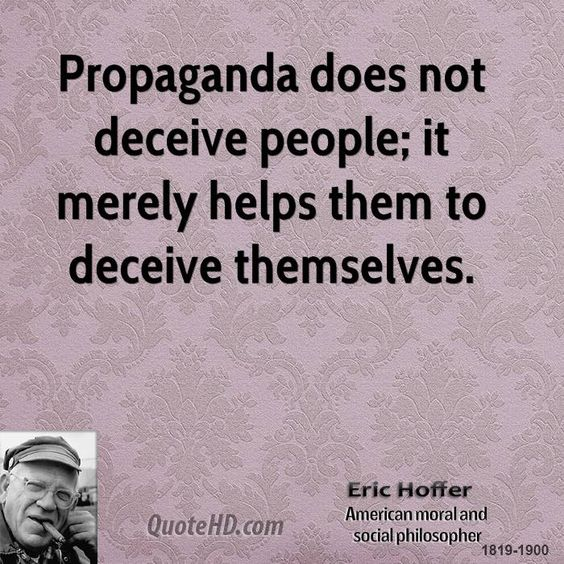 Propaganda does not
deceive people; it
merely helps them to
deceive themselves.
Eric Hoffer
American moral and
social philosopher
QuoteHD.com
1819-1900